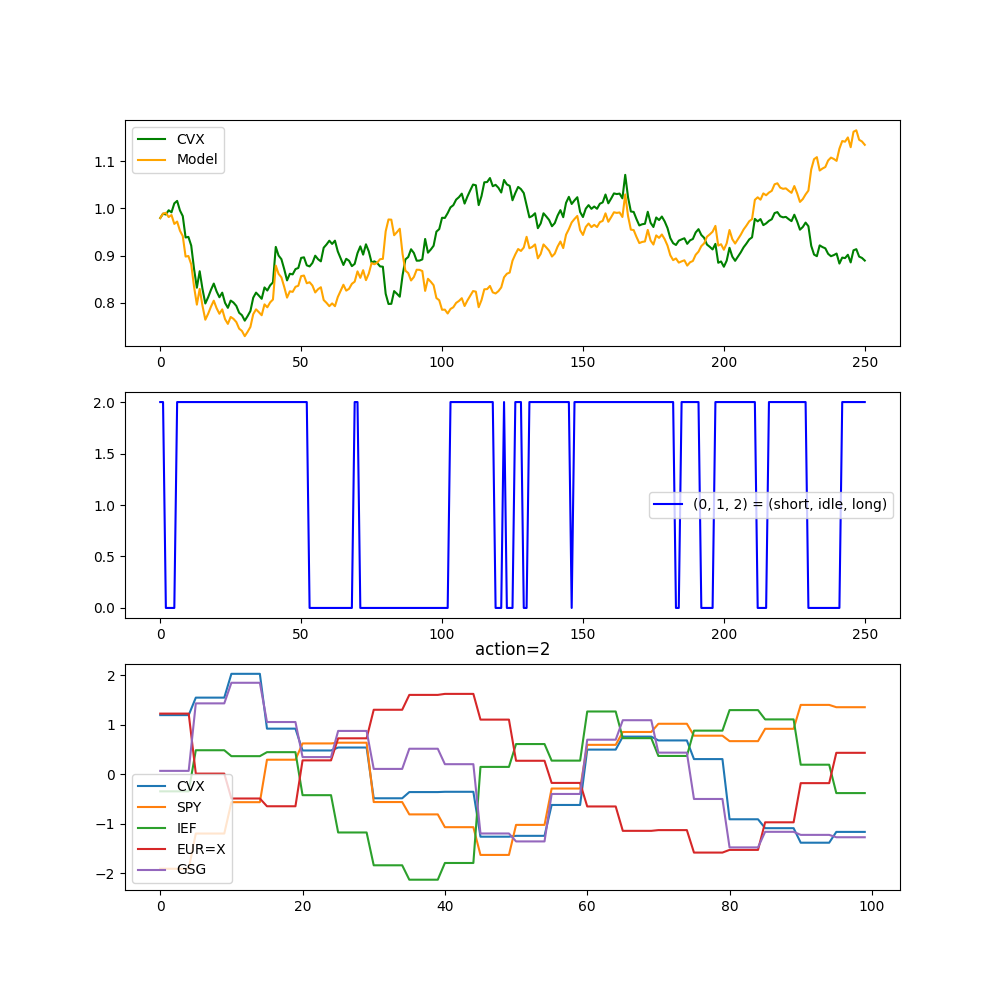 CVX
Model
1.1
1.0
0.9
0.8
0 50 100 150 200 250
2.0
1.5
1.0
0.5
0.0
(0, 1, 2) = (short, idle, long)
0 50 100 150 200 250
action=2
2
1
0
−1
−2
CVX
SPY
IEF
EUR=X
GSG
0 20 40 60 80 100